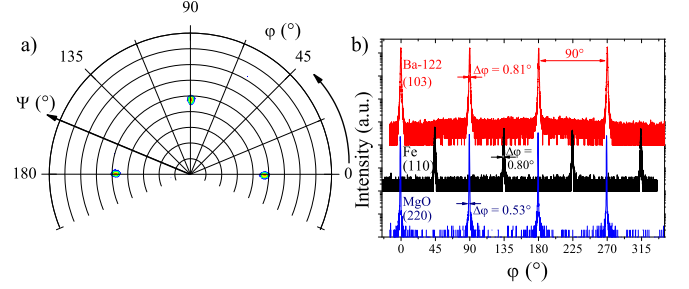 a)
90
φ (°)
135
45
Ψ (°)
180
0
b)
Intensity (a.u.)
Ba-122
(103)
Δφ = 0.81°
90°
Fe
(110)
Δφ =
0.80°
MgO
(220)
Δφ = 0.53°
0 45 90 135 180 225 270 315
φ (°)